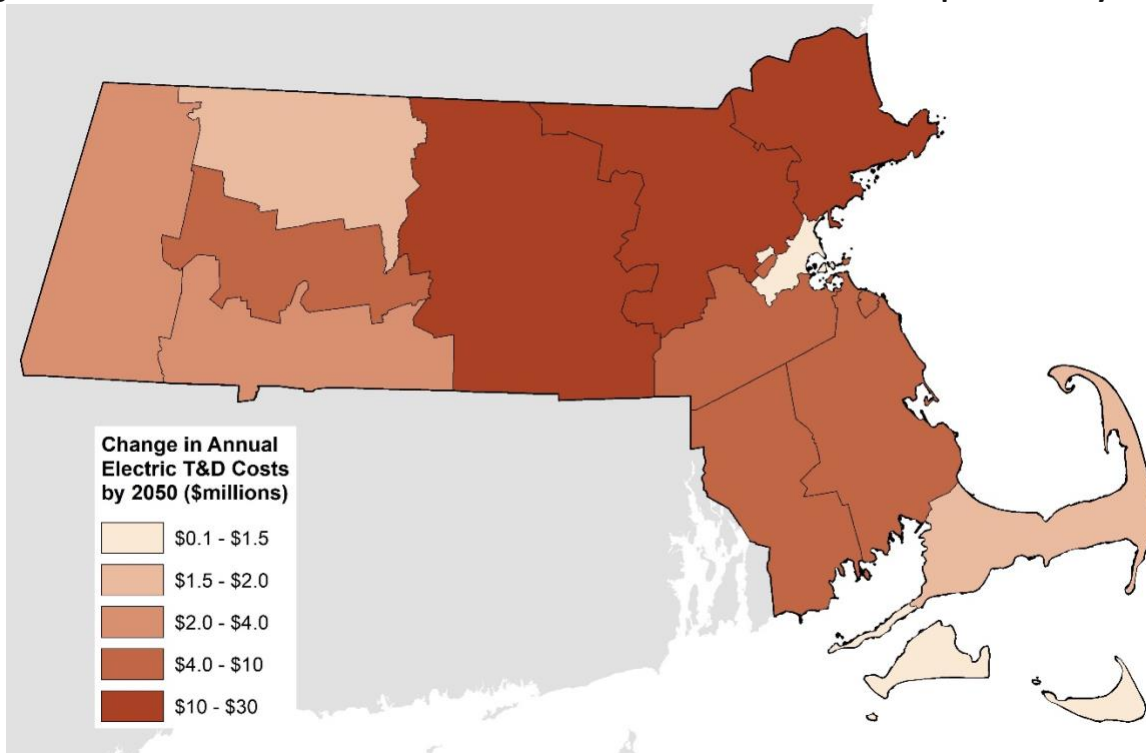 Change in Annual
Electric T&D Costs
by 2050 ($millions)
$0.1 - $1.5
$1.5 - $2.0
$2.0 - $4.0
$4.0 - $10
$10 - $30